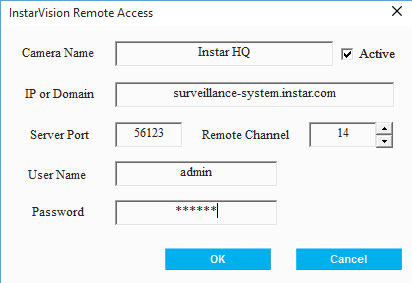 InstarVision Remote Access
Camera Name Instar HQ Active
IP or Domain surveillance-system.instar.com
Server Port 56123 Remote Channel 14
User Name admin
Password ******
OK Cancel